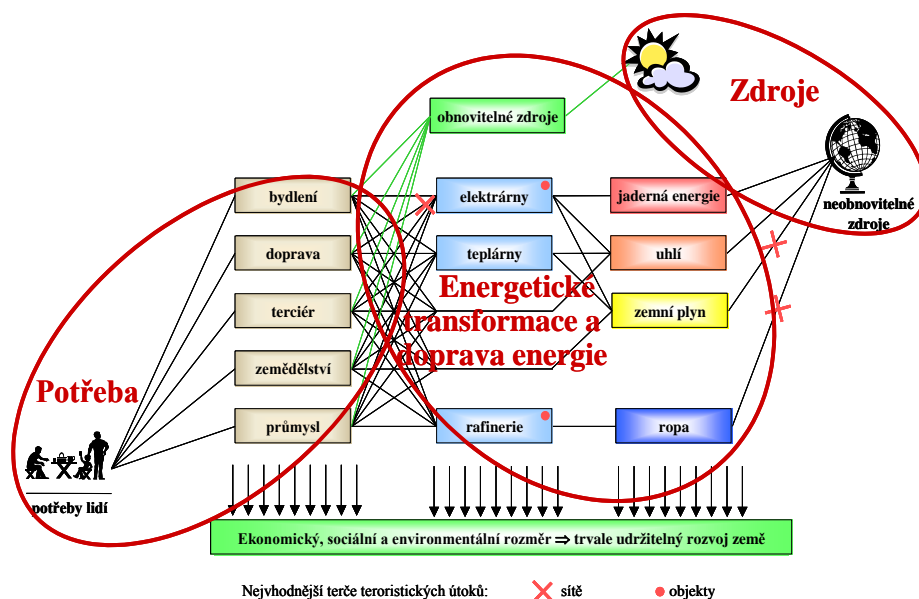 Zdroje
obnovitelné zdroje
bydlení
elektrárny
jaderná energie
neobnovitelné
zdroje
doprava
teplárny
uhlí
Energetické
transformace a
doprava energie
terciér
zemní plyn
zemědělství
Potřeba
průmysl
rafinerie
ropa
potřeby lidí
Ekonomický, sociální a environmentální rozměr ⇒ trvale udržitelný rozvoj země
Nejvhodnější terče teroristických útoků: sítě objekty